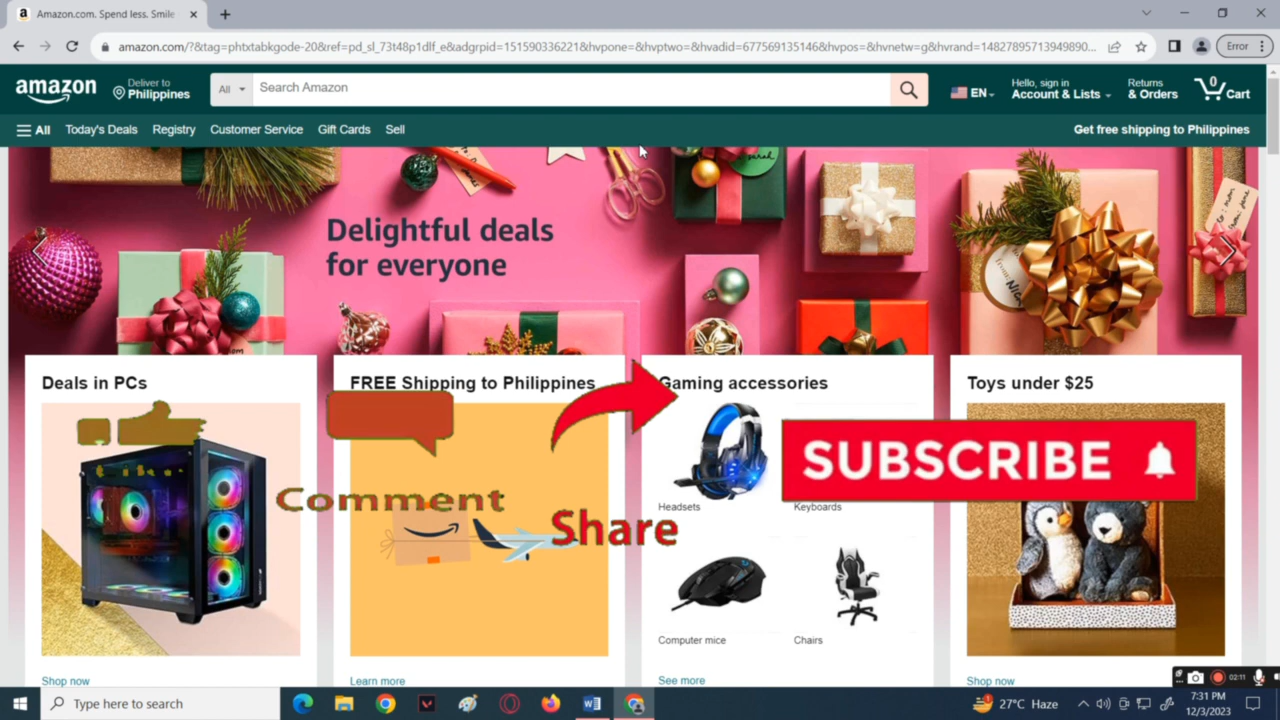 Amazon.com. Spend less. Smile
amazon.com/?&tag=phtxtabkgode-20&ref=pd_sl_73t48p1dlf_e&adgrpid=151590336221&hvpone=&hvptwo=&hvadid=677569135146&hvpos=&hvnetw=g&hvrand=14827895713949890...
Error
amazon
Deliver to
Philippines
All
Search Amazon
EN
Hello, sign in
Account & Lists
Returns
& Orders
0
Cart
All
Today's Deals
Registry
Customer Service
Gift Cards
Sell
Get free shipping to Philippines
Delightful deals
for everyone
Deals in PCs
FREE Shipping to Philippines
Gaming accessories
Toys under $25
SUBSCRIBE
Comment
Share
Headsets
Keyboards
Computer mice
Chairs
Shop now
Learn more
See more
Shop now
02:11
Type here to search
27°C Haze
7:31 PM
12/3/2023